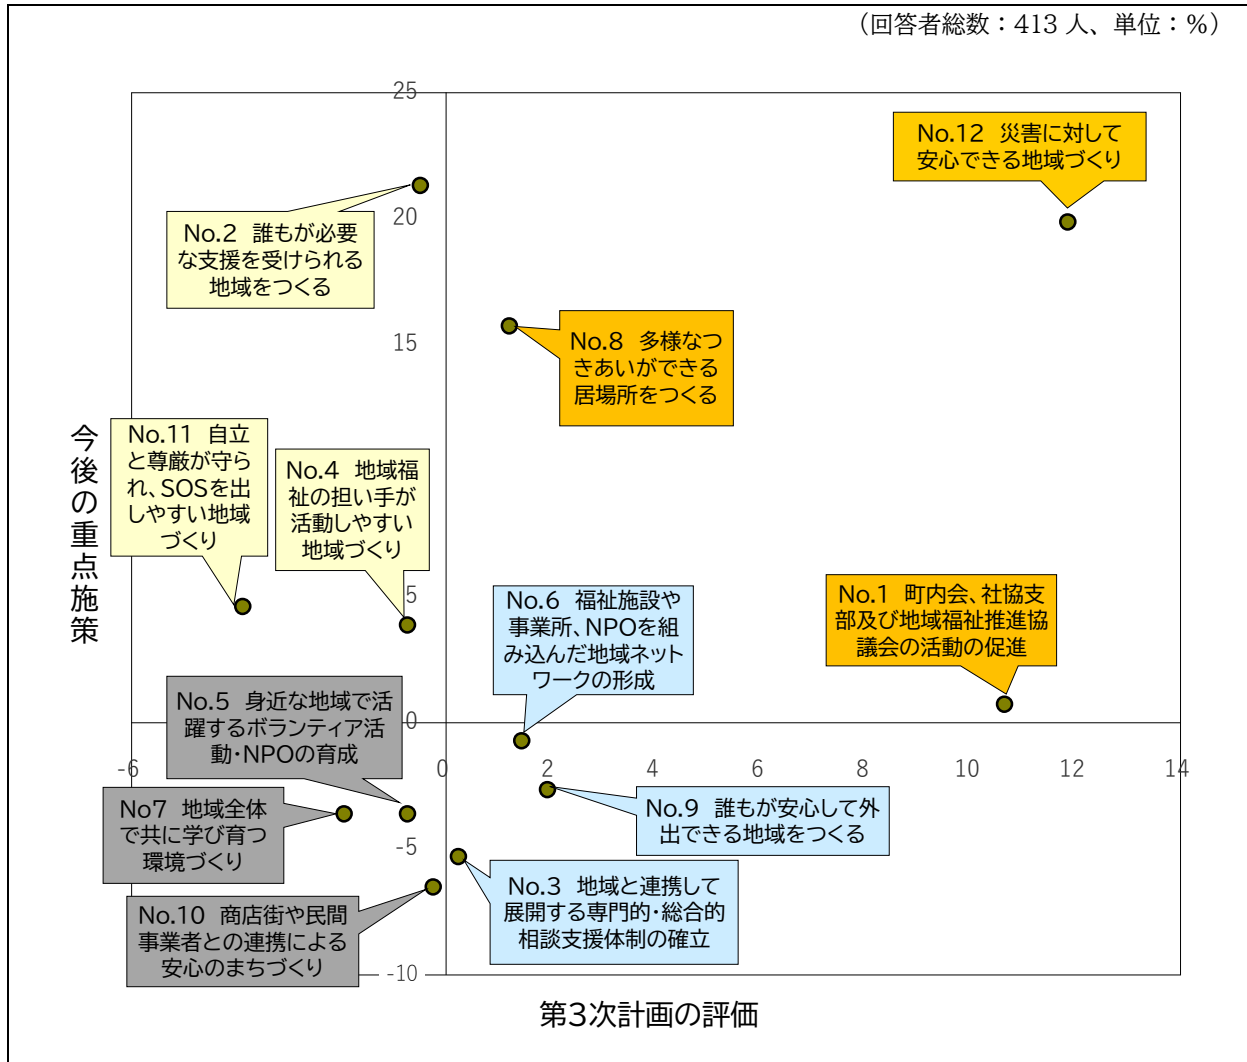 （回答者総数：413 人、単位：％）
25
No.12　災害に対して
安心できる地域づくり
20
No.2　誰もが必要
な支援を受けられる
地域をつくる
15
No.8　多様なつ
きあいができる
居場所をつくる
今後の重点施策
No.11　自立
と尊厳が守ら
れ、SOSを出
しやすい地域
づくり
No.4　地域福
祉の担い手が
活動しやすい
地域づくり
5
No.6　福祉施設や
事業所、NPOを組
み込んだ地域ネット
ワークの形成
No.1　町内会、社協支
部及び地域福祉推進協
議会の活動の促進
No.5　身近な地域で活
躍するボランティア活
動・NPOの育成
0
-6 0 2 4 6 8 10 12 14
No7　地域全体
で共に学び育つ
環境づくり
No.9　誰もが安心して外
出できる地域をつくる
-5
No.3　地域と連携して
展開する専門的・総合的
相談支援体制の確立
No.10　商店街や民間
事業者との連携による
安心のまちづくり
-10
第3次計画の評価